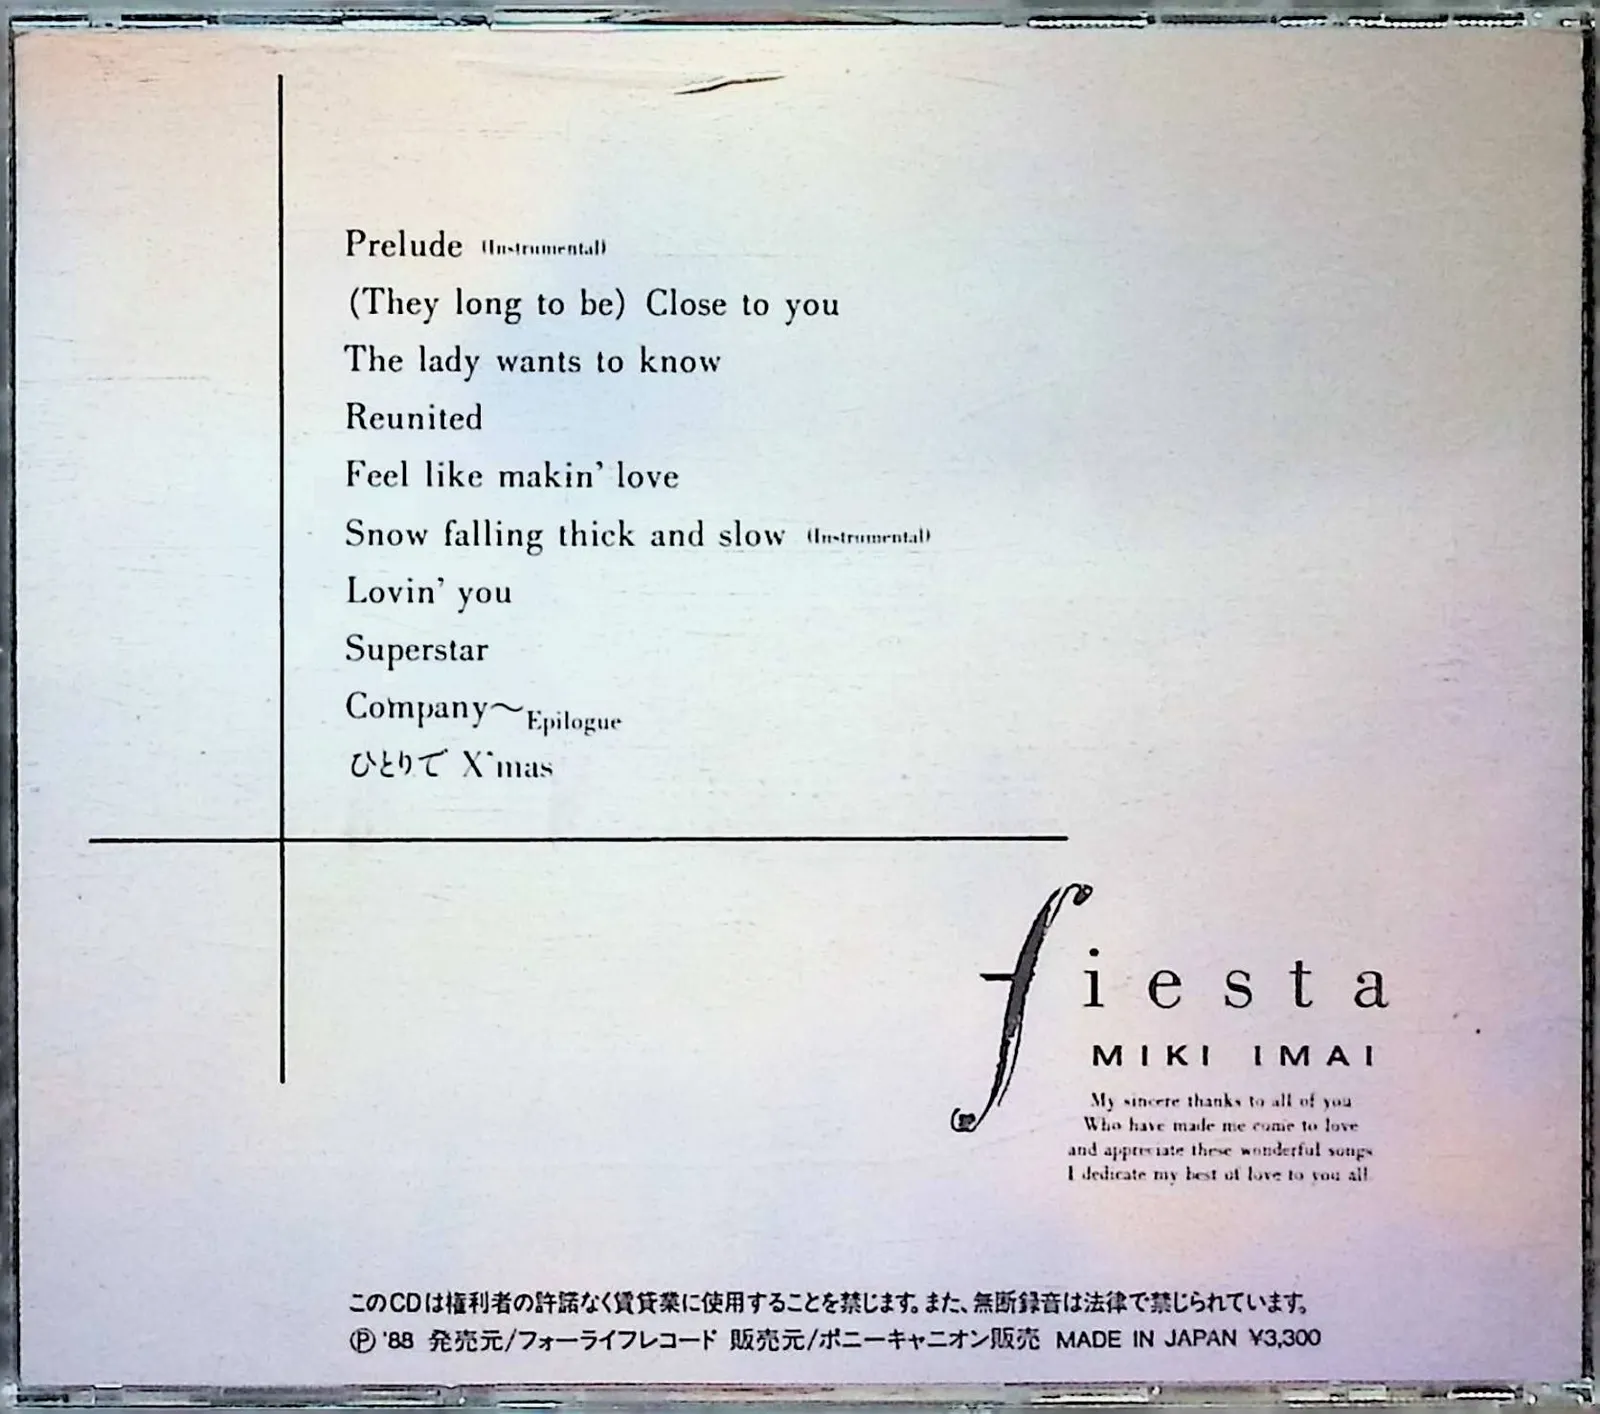 Prelude (Instrumental)
(They long to be) Close to you
The lady wants to know
Reunited
Feel like makin' love
Snow falling thick and slow (Instrumental)
Lovin' you
Superstar
Company～Epilogue
ひとりで X'mas
fiesta
MIKI IMAI
My sincere thanks to all of you
Who have made me come to love
and appreciate these wonderful songs
I dedicate my best of love to you all
このCDは権利者の許諾なく賃貸業に使用することを禁じます。また、無断録音は法律で禁じられています。
Ⓟ '88 発売元/フォーライフレコード 販売元/ポニーキャニオン販売 MADE IN JAPAN ¥3,300